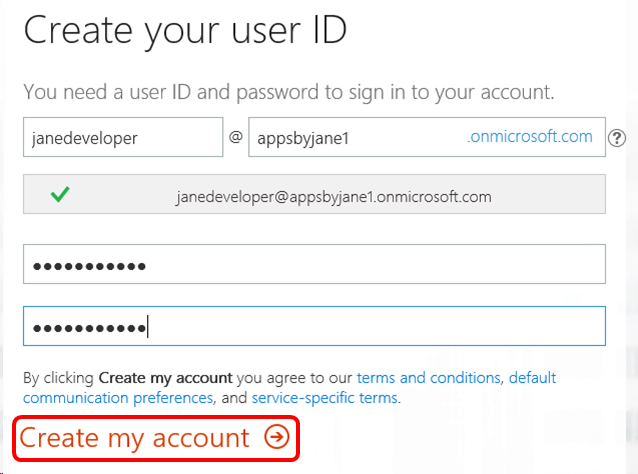 Create your user ID
You need a user ID and password to sign in to your account.
janedeveloper @ appsbyjane1 .onmicrosoft.com ?
janedeveloper@appsbyjane1.onmicrosoft.com
●●●●●●●●●●●
●●●●●●●●●●●
By clicking Create my account you agree to our terms and conditions, default
communication preferences, and service-specific terms.
Create my account